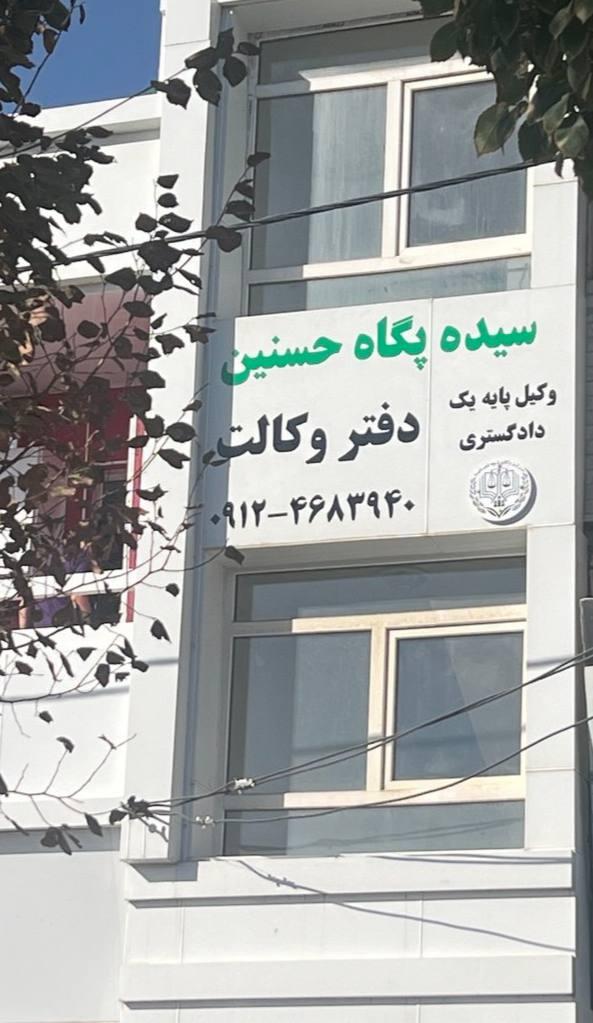 سیده پگاه حسنین
وکیل پایه یک
دادگستری
دفتر وکالت
۰۹۱۲-۴۶۸۳۹۴۰